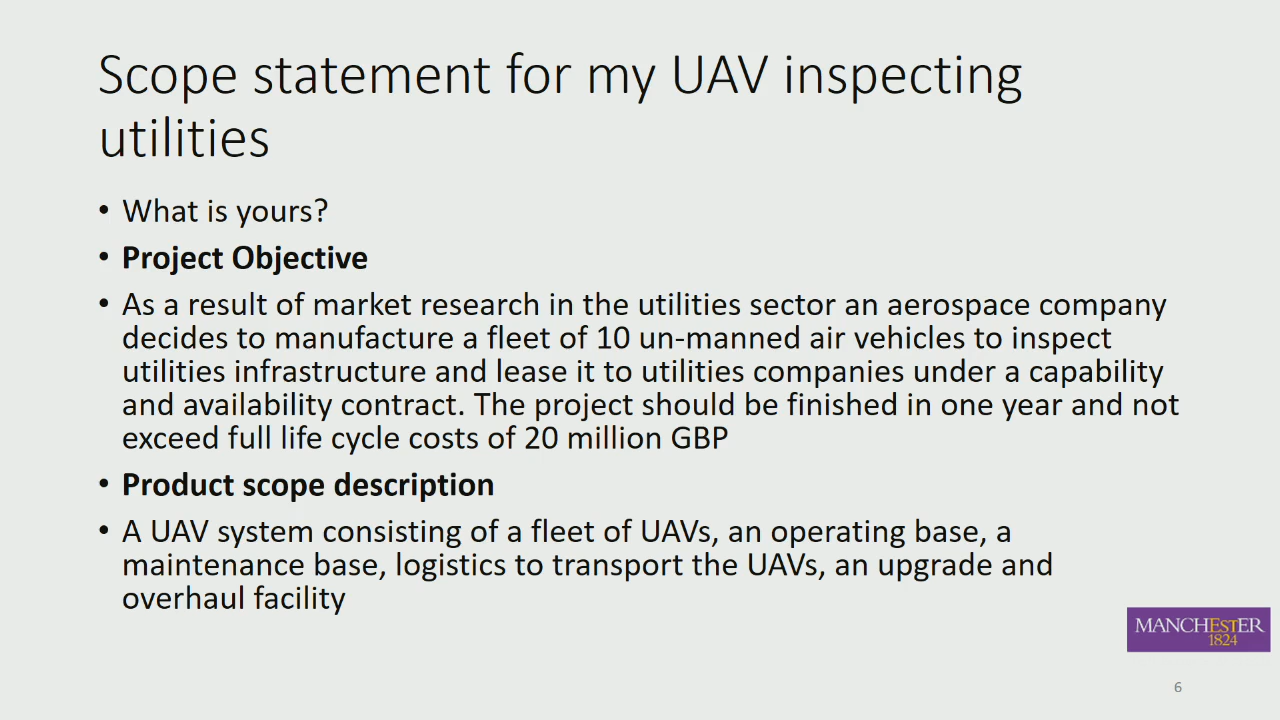 Scope statement for my UAV inspecting
utilities
• What is yours?
• Project Objective
• As a result of market research in the utilities sector an aerospace company
decides to manufacture a fleet of 10 un-manned air vehicles to inspect
utilities infrastructure and lease it to utilities companies under a capability
and availability contract. The project should be finished in one year and not
exceed full life cycle costs of 20 million GBP
• Product scope description
• A UAV system consisting of a fleet of UAVs, an operating base, a
maintenance base, logistics to transport the UAVs, an upgrade and
overhaul facility
MANCHESTER
1824
6